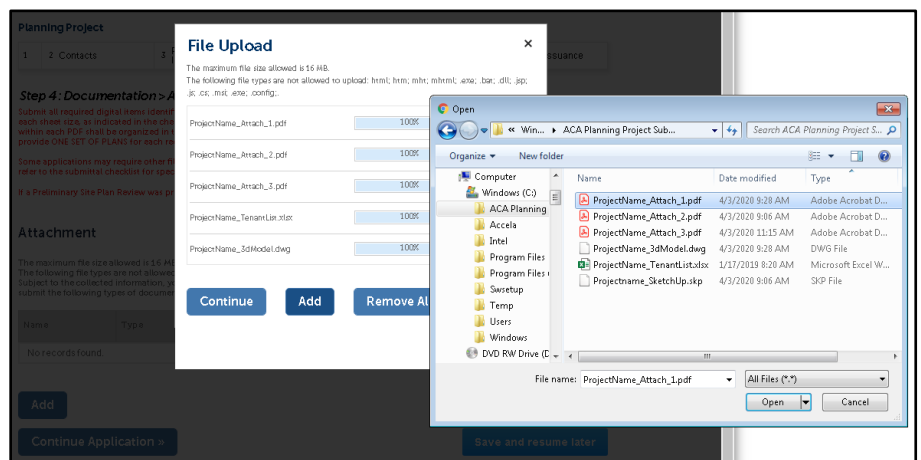 Planning Project
1 2 Contacts 3
ssuance
Step 4: Documentation > A
Submit all required digital items identif
each sheet size, as indicated in the che
within each PDF shall be organized in
provide ONE SET OF PLANS for each re
Some applications may require other fi
refer to the submittal checklist for spec
If a Preliminary Site Plan Review was pr
Attachment
The maximum file size allowed is 16 M
The following file types are not allowed
Subject to the collected information, yo
submit the following types of documen
Name Type
No records found.
Add
Continue Application »
Save and resume later
File Upload ×
The maximum file size allowed is 16 MB.
The following file types are not allowed to upload: html; htm; mht; mhtml; .exe; .bar; .dll; .jsp;
.js; .cs; .msi; .exe; .config;.
ProjectName_Attach_1.pdf 100%
ProjectName_Attach_2.pdf 100%
ProjectName_Attach_3.pdf 100%
ProjectName_TenantList.xlsx 100%
ProjectName_3dModel.dwg 100%
Continue Add Remove Al
Open
« Win... ACA Planning Project Sub... Search ACA Planning Project S...
Organize New folder
Computer
Windows (C:)
ACA Planning
Accela
Intel
Program Files
Program Files
Swsetup
Temp
Users
Windows
DVD RW Drive (D
Name Date modified Type
ProjectName_Attach_1.pdf 4/3/2020 9:28 AM Adobe Acrobat D...
ProjectName_Attach_2.pdf 4/3/2020 9:06 AM Adobe Acrobat D...
ProjectName_Attach_3.pdf 4/3/2020 11:15 AM Adobe Acrobat D...
ProjectName_3dModel.dwg 4/3/2020 9:28 AM DWG File
ProjectName_TenantList.xlsx 1/17/2019 8:20 AM Microsoft Excel W...
Projectname_SketchUp.skp 4/3/2020 9:06 AM SKP File
File name: ProjectName_Attach_1.pdf All Files (*.*)
Open Cancel